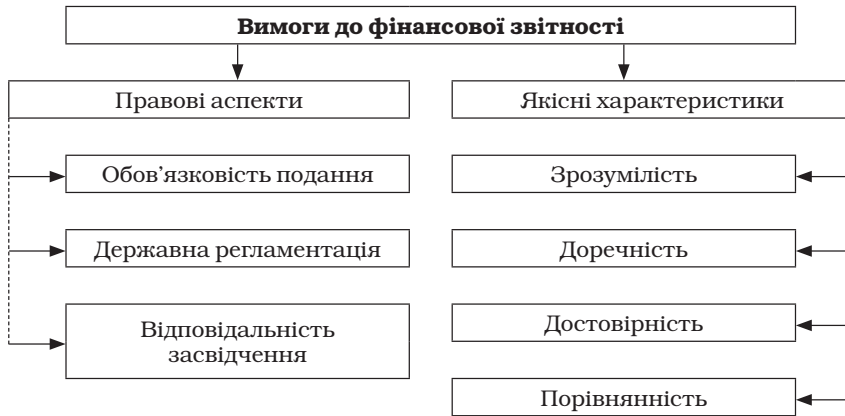 Вимоги до фінансової звітності
Правові аспекти
Обов’язковість подання
Державна регламентація
Відповідальність
засвідчення
Якісні характеристики
Зрозумілість
Доречність
Достовірність
Порівнянність